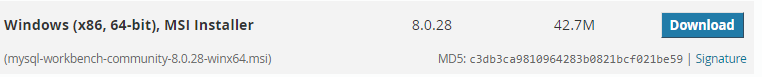 Windows (x86, 64-bit), MSI Installer 8.0.28 42.7M Download
(mysql-workbench-community-8.0.28-winx64.msi) MD5: c3db3ca9810964283b0821bcf021be59 | Signature